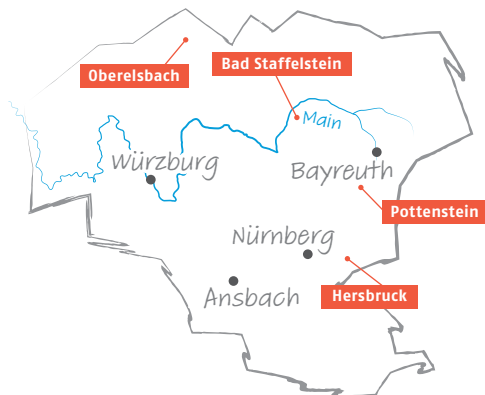 Bad Staffelstein
Oberelsbach
Main
Würzburg
Bayreuth
Pottenstein
Nürnberg
Ansbach
Hersbruck